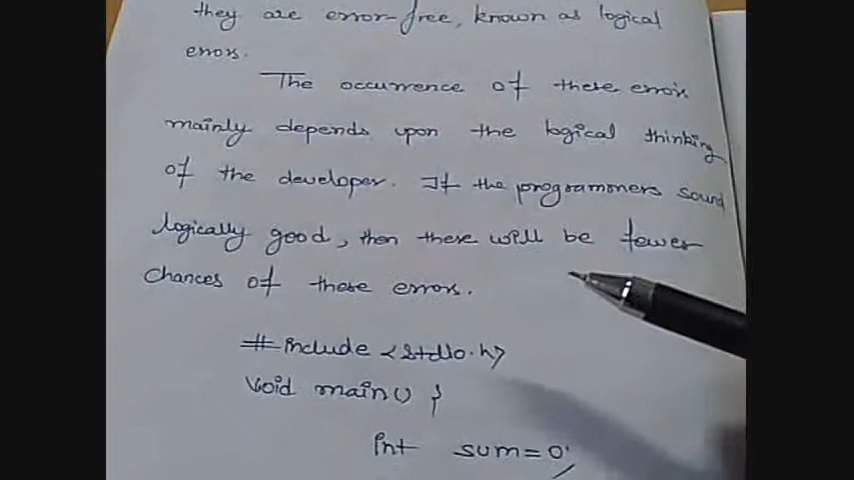 they are error-free, known as logical
errors.
The occurrence of these errors
mainly depends upon the logical thinking
of the developer. If the programmers sound
logically good, then there will be fewer
chances of these errors.
#include <stdio.h>
void main() {
int sum=0;